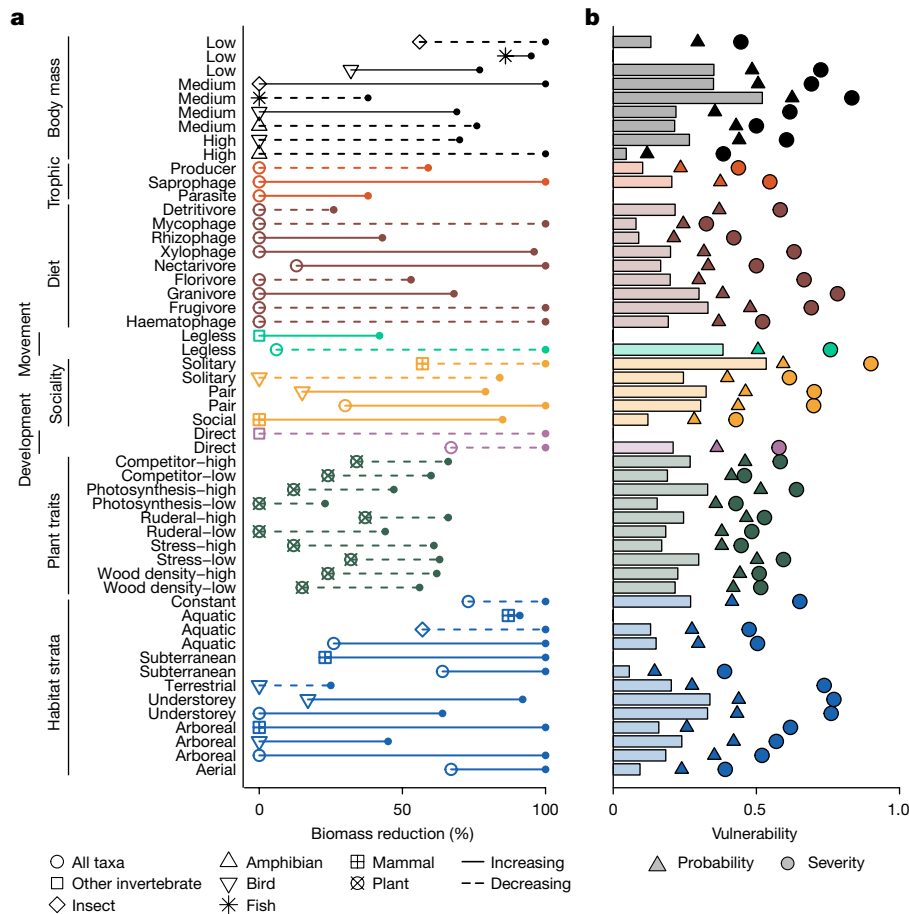 a
b
Body mass
Low
Low
Low
Medium
Medium
Medium
Medium
High
High
Trophic
Producer
Saprophage
Parasite
Diet
Detritivore
Mycophage
Rhizophage
Xylophage
Nectarivore
Florivore
Granivore
Frugivore
Haematophage
Movement
Legless
Legless
Sociality
Solitary
Solitary
Pair
Pair
Social
Development
Direct
Direct
Plant traits
Competitor–high
Competitor–low
Photosynthesis–high
Photosynthesis–low
Ruderal–high
Ruderal–low
Stress–high
Stress–low
Wood density–high
Wood density–low
Habitat strata
Constant
Aquatic
Aquatic
Aquatic
Subterranean
Subterranean
Terrestrial
Understorey
Understorey
Arboreal
Arboreal
Arboreal
Aerial
0 50 100
Biomass reduction (%)
0 0.5 1.0
Vulnerability
All taxa
Other invertebrate
Insect
Amphibian
Bird
Fish
Mammal
Plant
Increasing
Decreasing
Probability
Severity